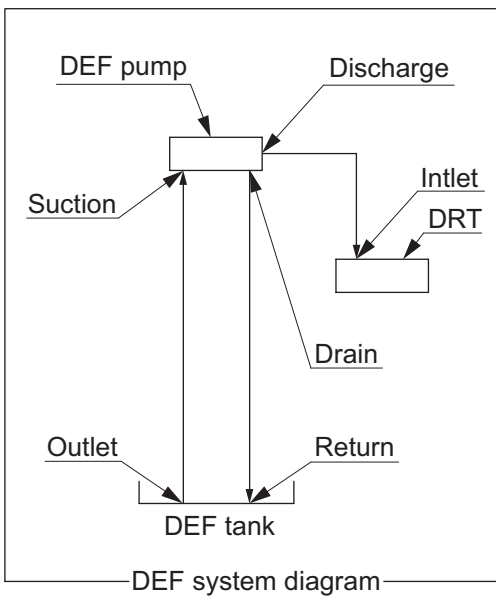 DEF pump
Discharge
Suction
Intlet
DRT
Drain
Outlet
Return
DEF tank
DEF system diagram